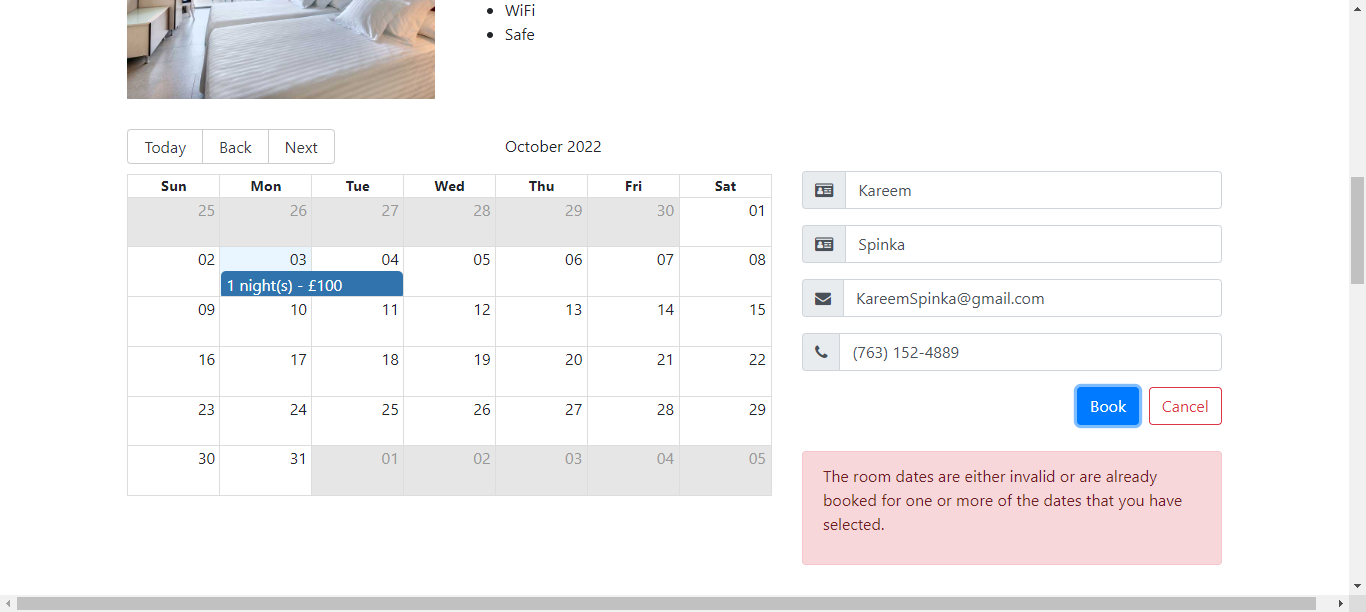 WiFi
Safe
Today Back Next
October 2022
Sun Mon Tue Wed Thu Fri Sat
25 26 27 28 29 30 01
02 03 04 05 06 07 08
1 night(s) - £100
09 10 11 12 13 14 15
16 17 18 19 20 21 22
23 24 25 26 27 28 29
30 31 01 02 03 04 05
Kareem
Spinka
KareemSpinka@gmail.com
(763) 152-4889
Book Cancel
The room dates are either invalid or are already
booked for one or more of the dates that you have
selected.